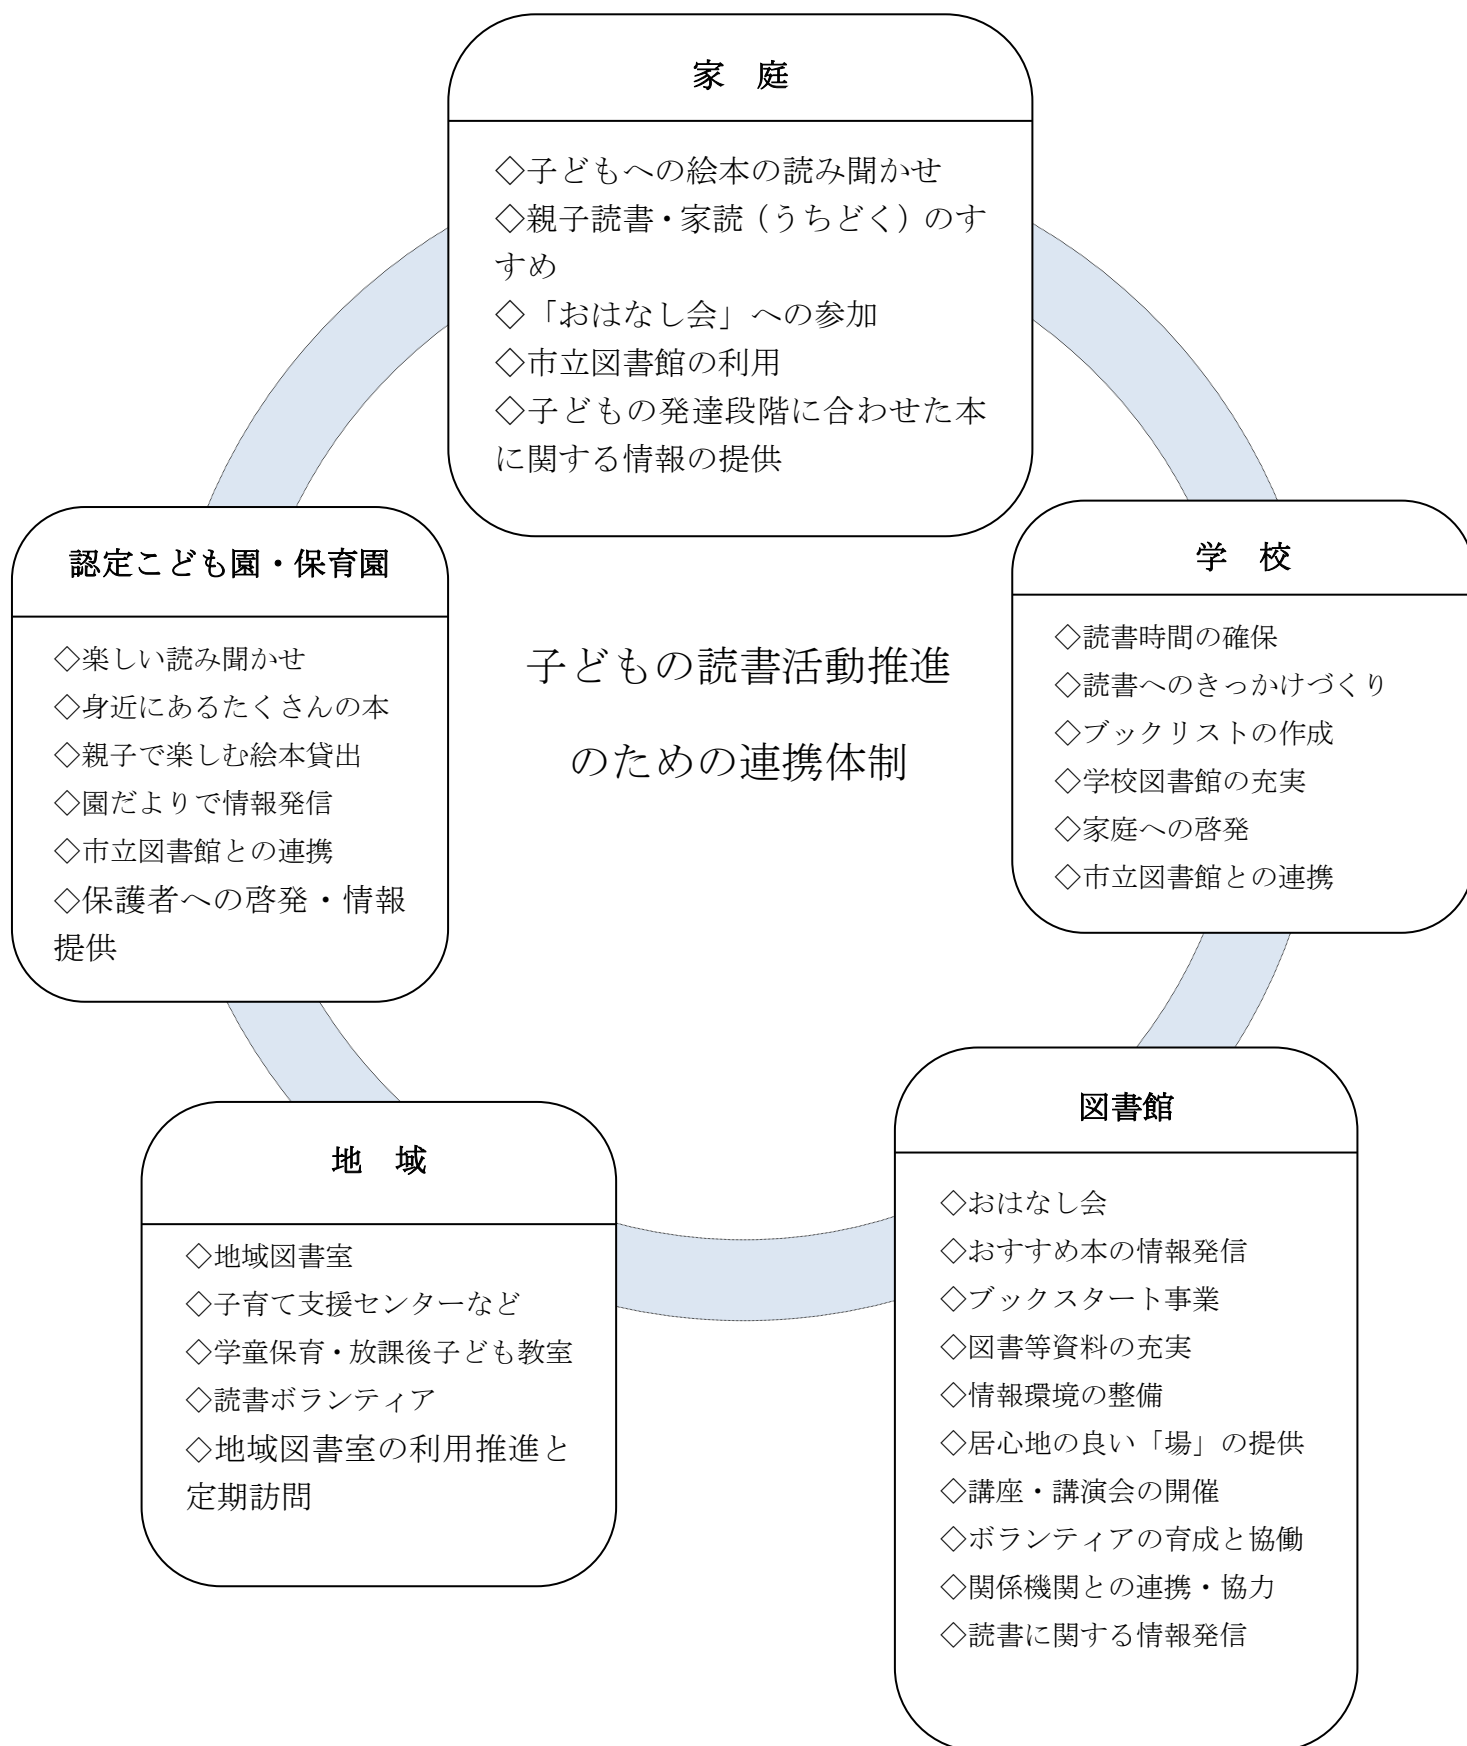 家　庭
◇子どもへの絵本の読み聞かせ
◇親子読書・家読（うちどく）のす
すめ
◇「おはなし会」への参加
◇市立図書館の利用
◇子どもの発達段階に合わせた本
に関する情報の提供
認定こども園・保育園
◇楽しい読み聞かせ
◇身近にあるたくさんの本
◇親子で楽しむ絵本貸出
◇園だよりで情報発信
◇市立図書館との連携
◇保護者への啓発・情報
提供
子どもの読書活動推進
のための連携体制
学　校
◇読書時間の確保
◇読書へのきっかけづくり
◇ブックリストの作成
◇学校図書館の充実
◇家庭への啓発
◇市立図書館との連携
地　域
◇地域図書室
◇子育て支援センターなど
◇学童保育・放課後子ども教室
◇読書ボランティア
◇地域図書室の利用推進と
定期訪問
図書館
◇おはなし会
◇おすすめ本の情報発信
◇ブックスタート事業
◇図書等資料の充実
◇情報環境の整備
◇居心地の良い「場」の提供
◇講座・講演会の開催
◇ボランティアの育成と協働
◇関係機関との連携・協力
◇読書に関する情報発信